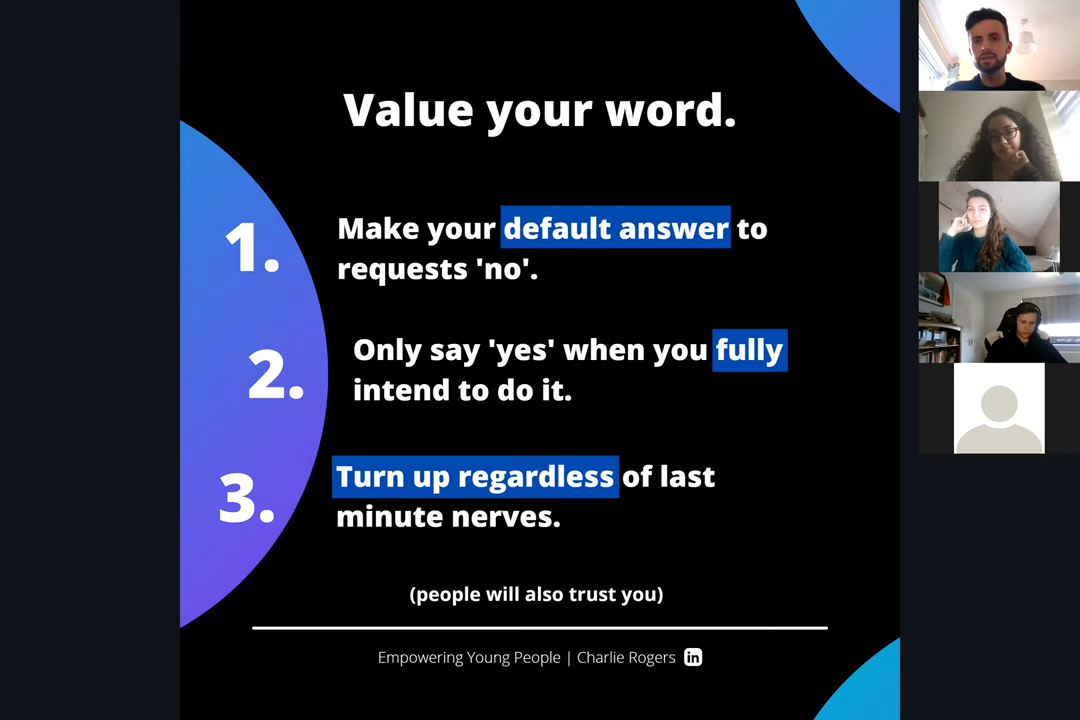 Value your word.
1.
Make your default answer to
requests 'no'.
2.
Only say 'yes' when you fully
intend to do it.
3.
Turn up regardless of last
minute nerves.
(people will also trust you)
Empowering Young People | Charlie Rogers in